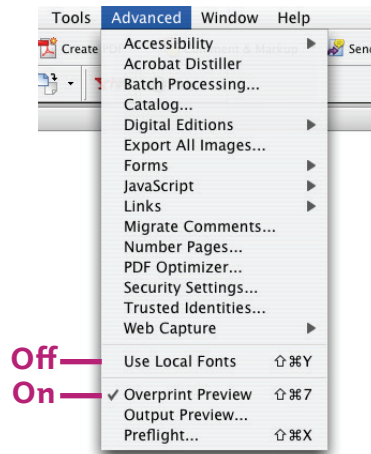 Tools Advanced Window Help
Create
Send
Accessibility
Acrobat Distiller
Batch Processing...
Catalog...
Digital Editions
Export All Images...
Forms
JavaScript
Links
Migrate Comments...
Number Pages...
PDF Optimizer...
Security Settings...
Trusted Identities...
Web Capture
Off Use Local Fonts ⇧⌘Y
On ✓ Overprint Preview ⇧⌘7
Output Preview...
Preflight... ⇧⌘X